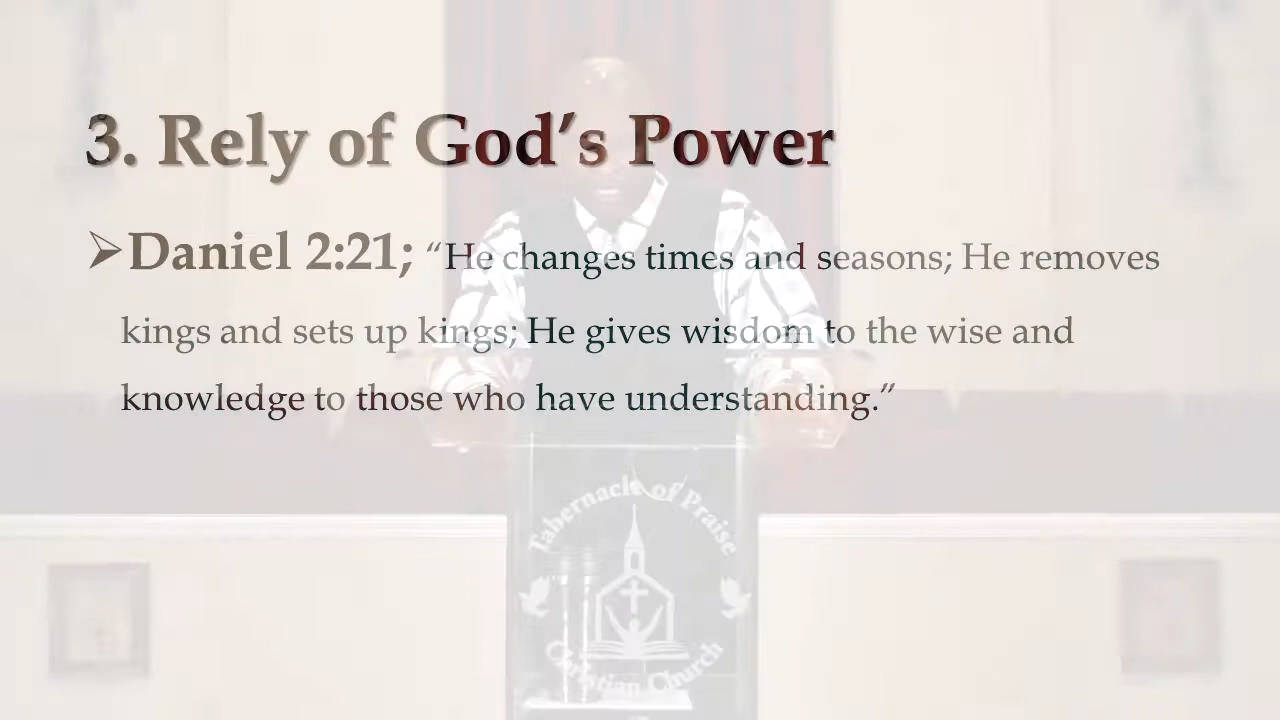 3. Rely of God’s Power
➢Daniel 2:21; “He changes times and seasons; He removes
kings and sets up kings; He gives wisdom to the wise and
knowledge to those who have understanding.”
Tabernacle of Praise
Christian Church